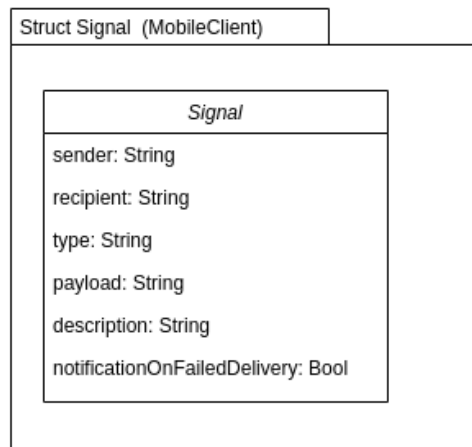 Struct Signal (MobileClient)
Signal
sender: String
recipient: String
type: String
payload: String
description: String
notificationOnFailedDelivery: Bool